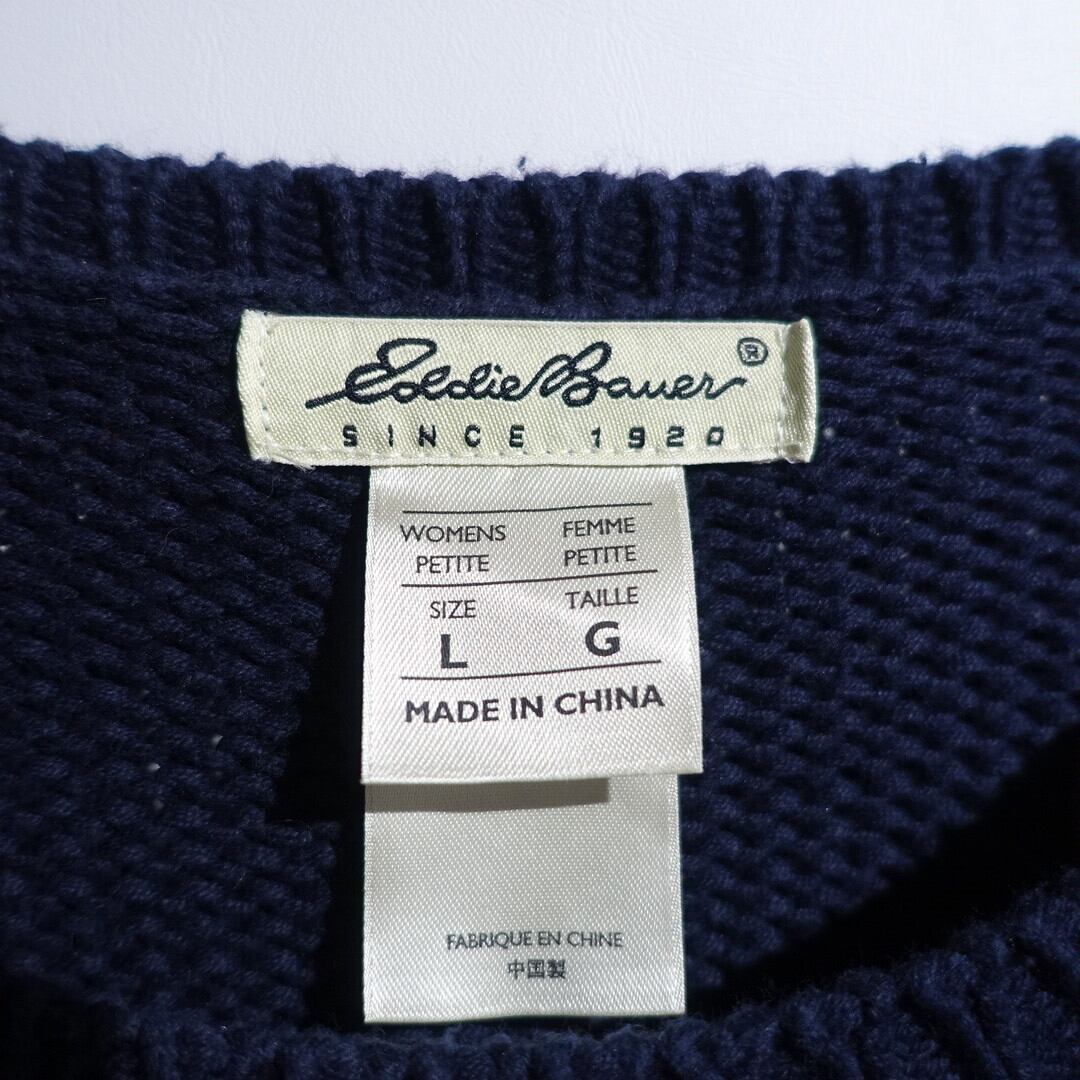 Eddie Bauer®
SINCE 1920
WOMENS FEMME
PETITE PETITE
SIZE TAILLE
L G
MADE IN CHINA
FABRIQUE EN CHINE
中国製